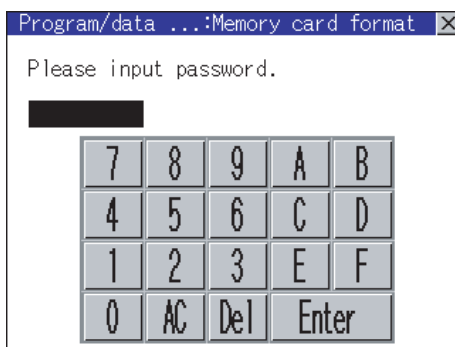 Program/data ...:Memory card format ×
Please input password.
7 8 9 A B
4 5 6 C D
1 2 3 E F
0 AC Del Enter